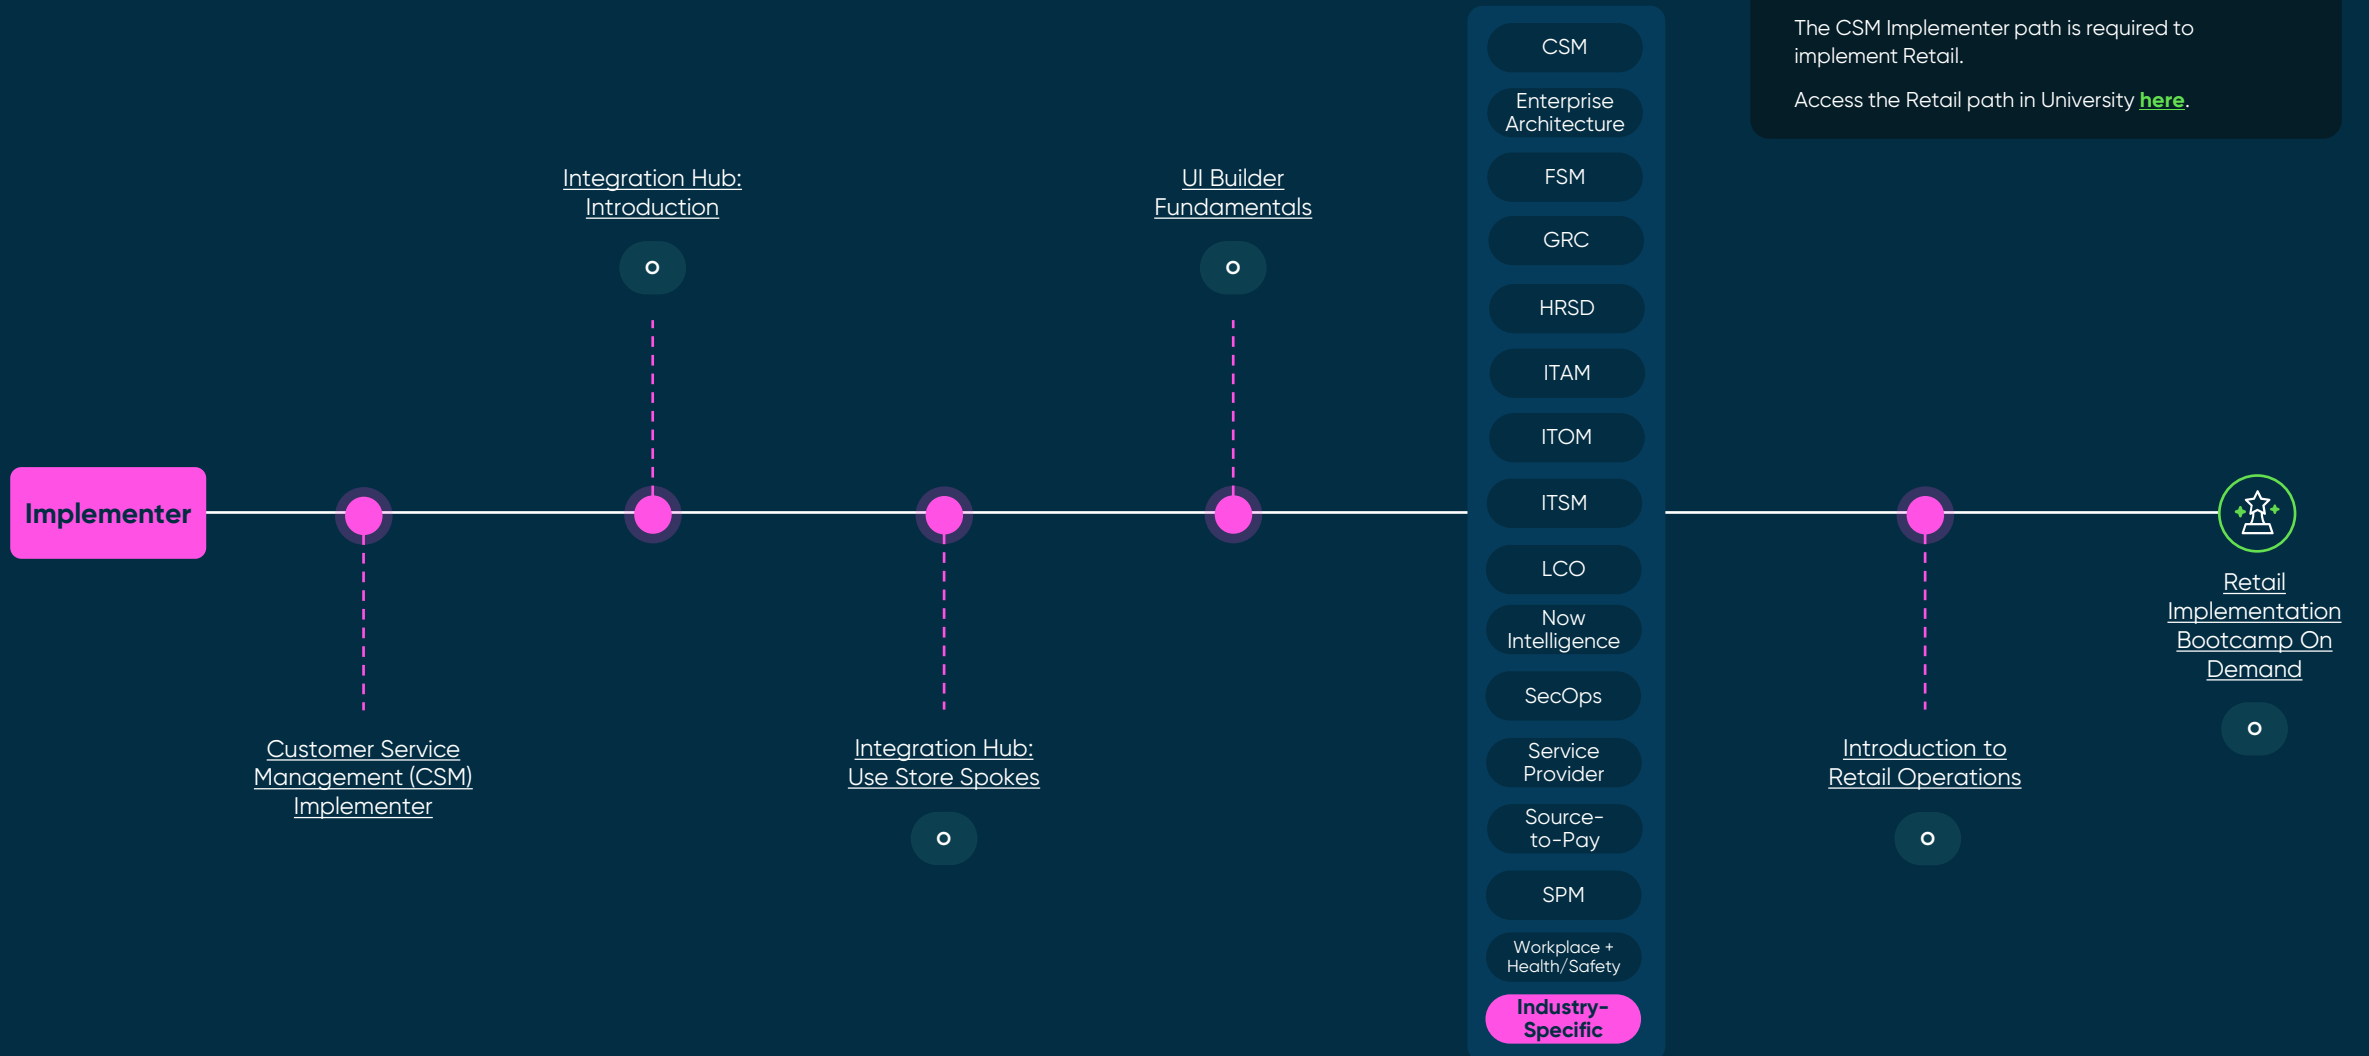 The CSM Implementer path is required to
implement Retail.
Access the Retail path in University here.
Implementer
Customer Service
Management (CSM)
Implementer
Integration Hub:
Introduction
O
Integration Hub:
Use Store Spokes
O
UI Builder
Fundamentals
O
CSM
Enterprise
Architecture
FSM
GRC
HRSD
ITAM
ITOM
ITSM
LCO
Now
Intelligence
SecOps
Service
Provider
Source-
to-Pay
SPM
Workplace +
Health/Safety
Industry-
Specific
Introduction to
Retail Operations
O
Retail
Implementation
Bootcamp On
Demand
O